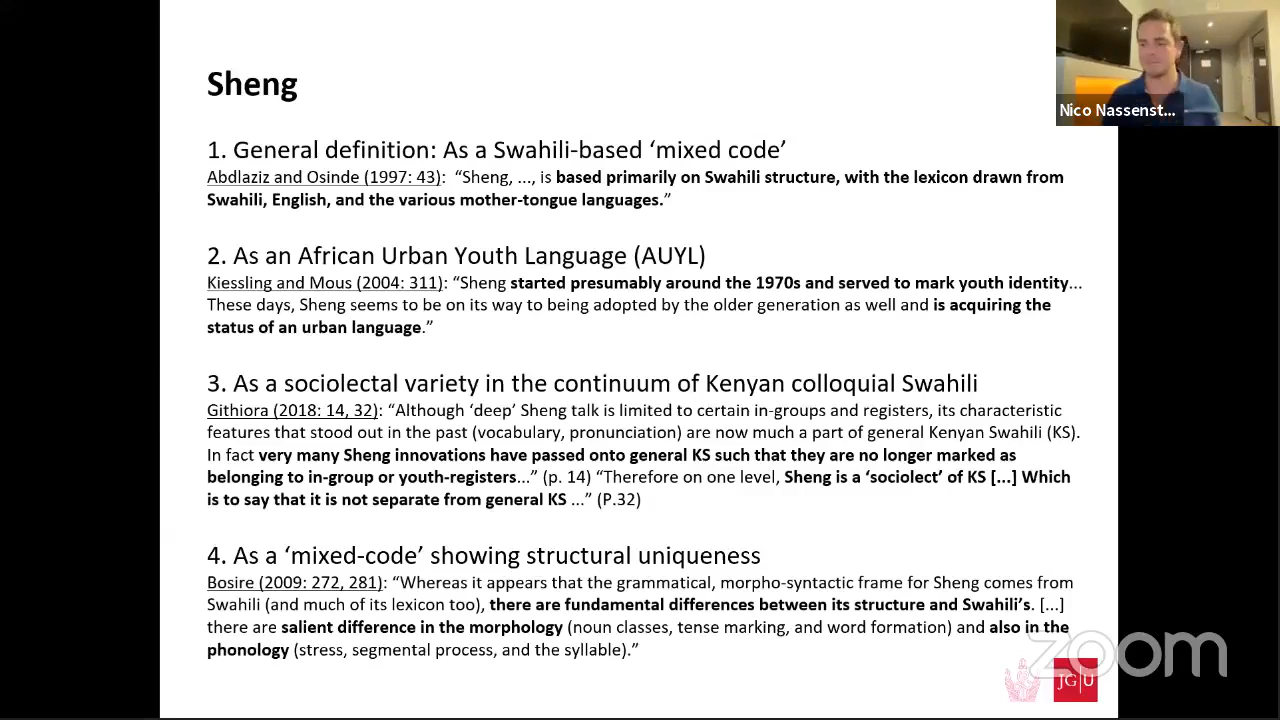 Sheng
Nico Nassenst...
1. General definition: As a Swahili-based ‘mixed code’
Abdlaziz and Osinde (1997: 43): “Sheng, ..., is based primarily on Swahili structure, with the lexicon drawn from
Swahili, English, and the various mother-tongue languages.”
2. As an African Urban Youth Language (AUYL)
Kiessling and Mous (2004: 311): “Sheng started presumably around the 1970s and served to mark youth identity...
These days, Sheng seems to be on its way to being adopted by the older generation as well and is acquiring the
status of an urban language.”
3. As a sociolectal variety in the continuum of Kenyan colloquial Swahili
Githiora (2018: 14, 32): “Although ‘deep’ Sheng talk is limited to certain in-groups and registers, its characteristic
features that stood out in the past (vocabulary, pronunciation) are now much a part of general Kenyan Swahili (KS).
In fact very many Sheng innovations have passed onto general KS such that they are no longer marked as
belonging to in-group or youth-registers...” (p. 14) “Therefore on one level, Sheng is a ‘sociolect’ of KS [...] Which
is to say that it is not separate from general KS ...” (P.32)
4. As a ‘mixed-code’ showing structural uniqueness
Bosire (2009: 272, 281): “Whereas it appears that the grammatical, morpho-syntactic frame for Sheng comes from
Swahili (and much of its lexicon too), there are fundamental differences between its structure and Swahili’s. [...]
there are salient difference in the morphology (noun classes, tense marking, and word formation) and also in the
phonology (stress, segmental process, and the syllable).”
zoom
JG|U